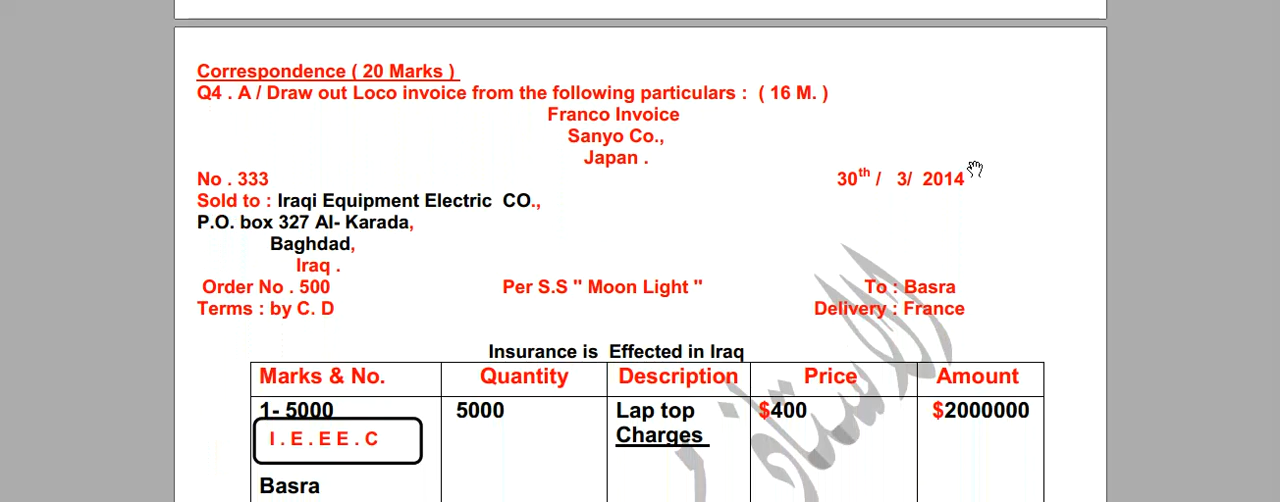 Correspondence ( 20 Marks )
Q4 . A / Draw out Loco invoice from the following particulars : ( 16 M. )
Franco Invoice
Sanyo Co.,
Japan .
No . 333 30th / 3/ 2014
Sold to : Iraqi Equipment Electric CO.,
P.O. box 327 Al- Karada,
Baghdad,
Iraq .
Order No . 500 Per S.S " Moon Light " To : Basra
Terms : by C. D Delivery : France
Insurance is Effected in Iraq
Marks & No. Quantity Description Price Amount
1- 5000 5000 Lap top $400 $2000000
I . E . E E . C Charges
Basra